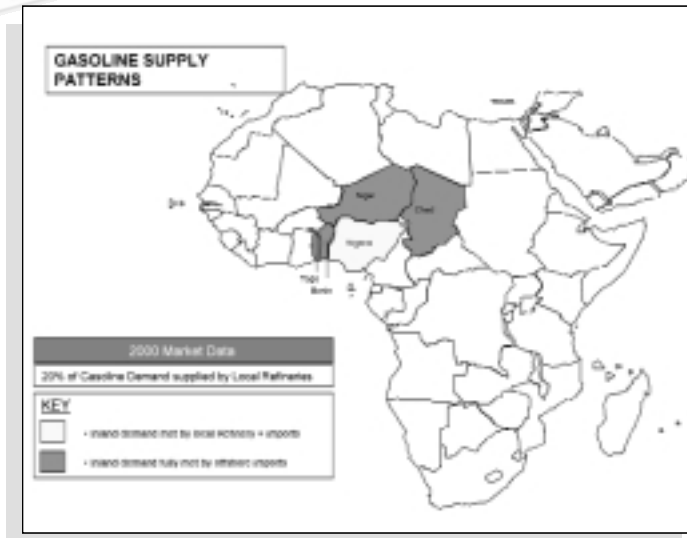 GASOLINE SUPPLY
PATTERNS
Niger
Chad
Nigeria
Togo
Benin
2000 Market Data
20% of Gasoline Demand supplied by Local Refineries
KEY
- Inland demand met by local Refinery + imports
- Inland demand fully met by offshore imports